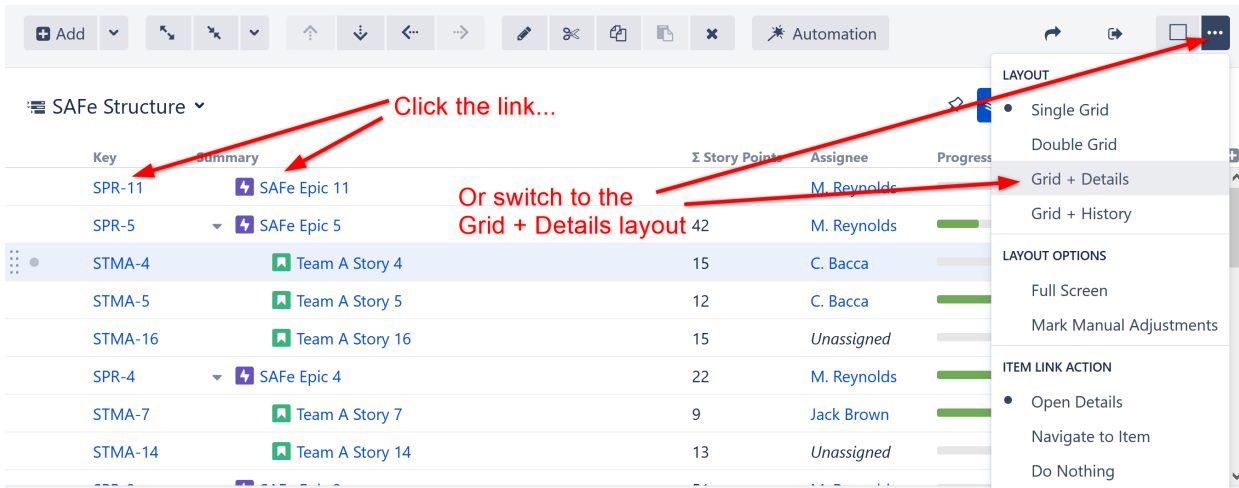 Add
Automation
LAYOUT
SAFe Structure
Click the link...
Single Grid
Double Grid
Key Summary Σ Story Points Assignee Progress
Grid + Details
SPR-11 SAFe Epic 11 M. Reynolds
Or switch to the
Grid + Details layout
Grid + History
SPR-5 SAFe Epic 5 42 M. Reynolds
LAYOUT OPTIONS
STMA-4 Team A Story 4 15 C. Bacca
Full Screen
STMA-5 Team A Story 5 12 C. Bacca
Mark Manual Adjustments
STMA-16 Team A Story 16 15 Unassigned
ITEM LINK ACTION
SPR-4 SAFe Epic 4 22 M. Reynolds
Open Details
STMA-7 Team A Story 7 9 Jack Brown
Navigate to Item
STMA-14 Team A Story 14 13 Unassigned
Do Nothing